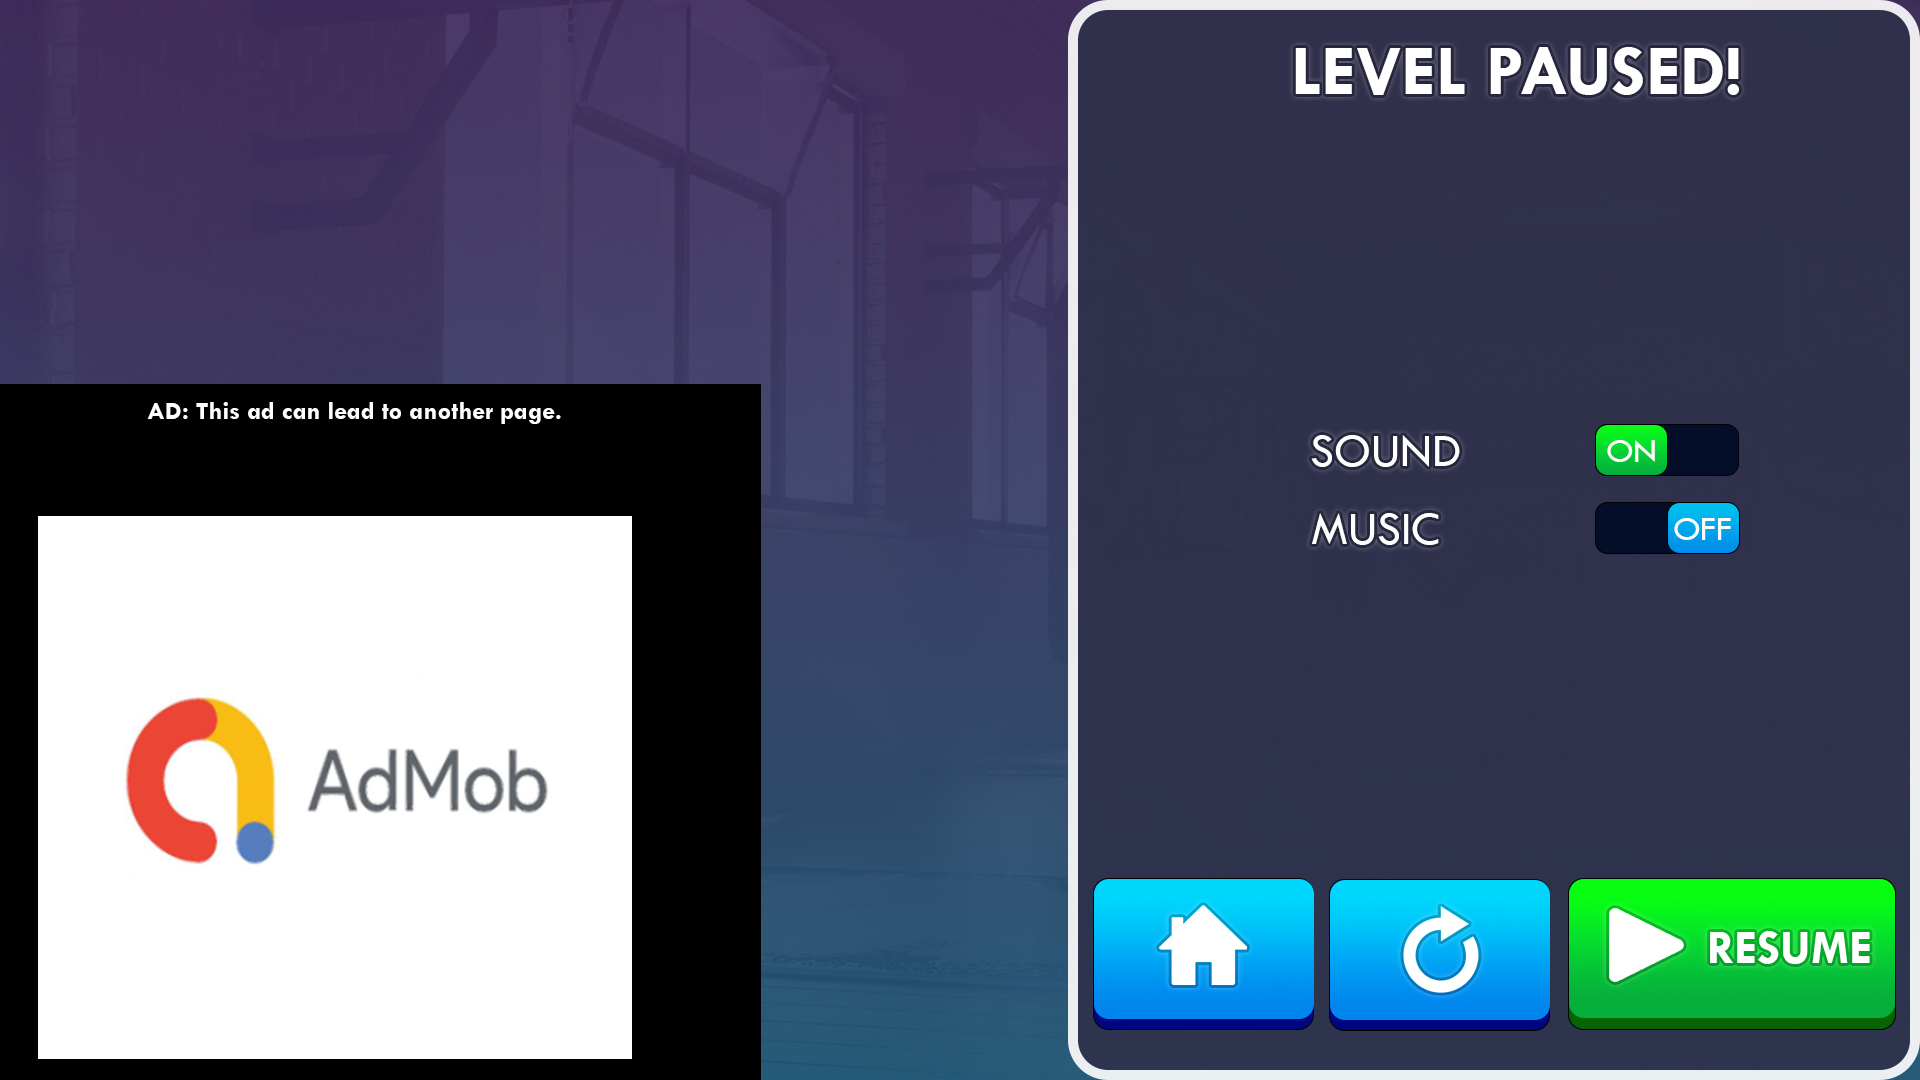 LEVEL PAUSED!
AD: This ad can lead to another page.
SOUND ON
MUSIC OFF
AdMob
RESUME